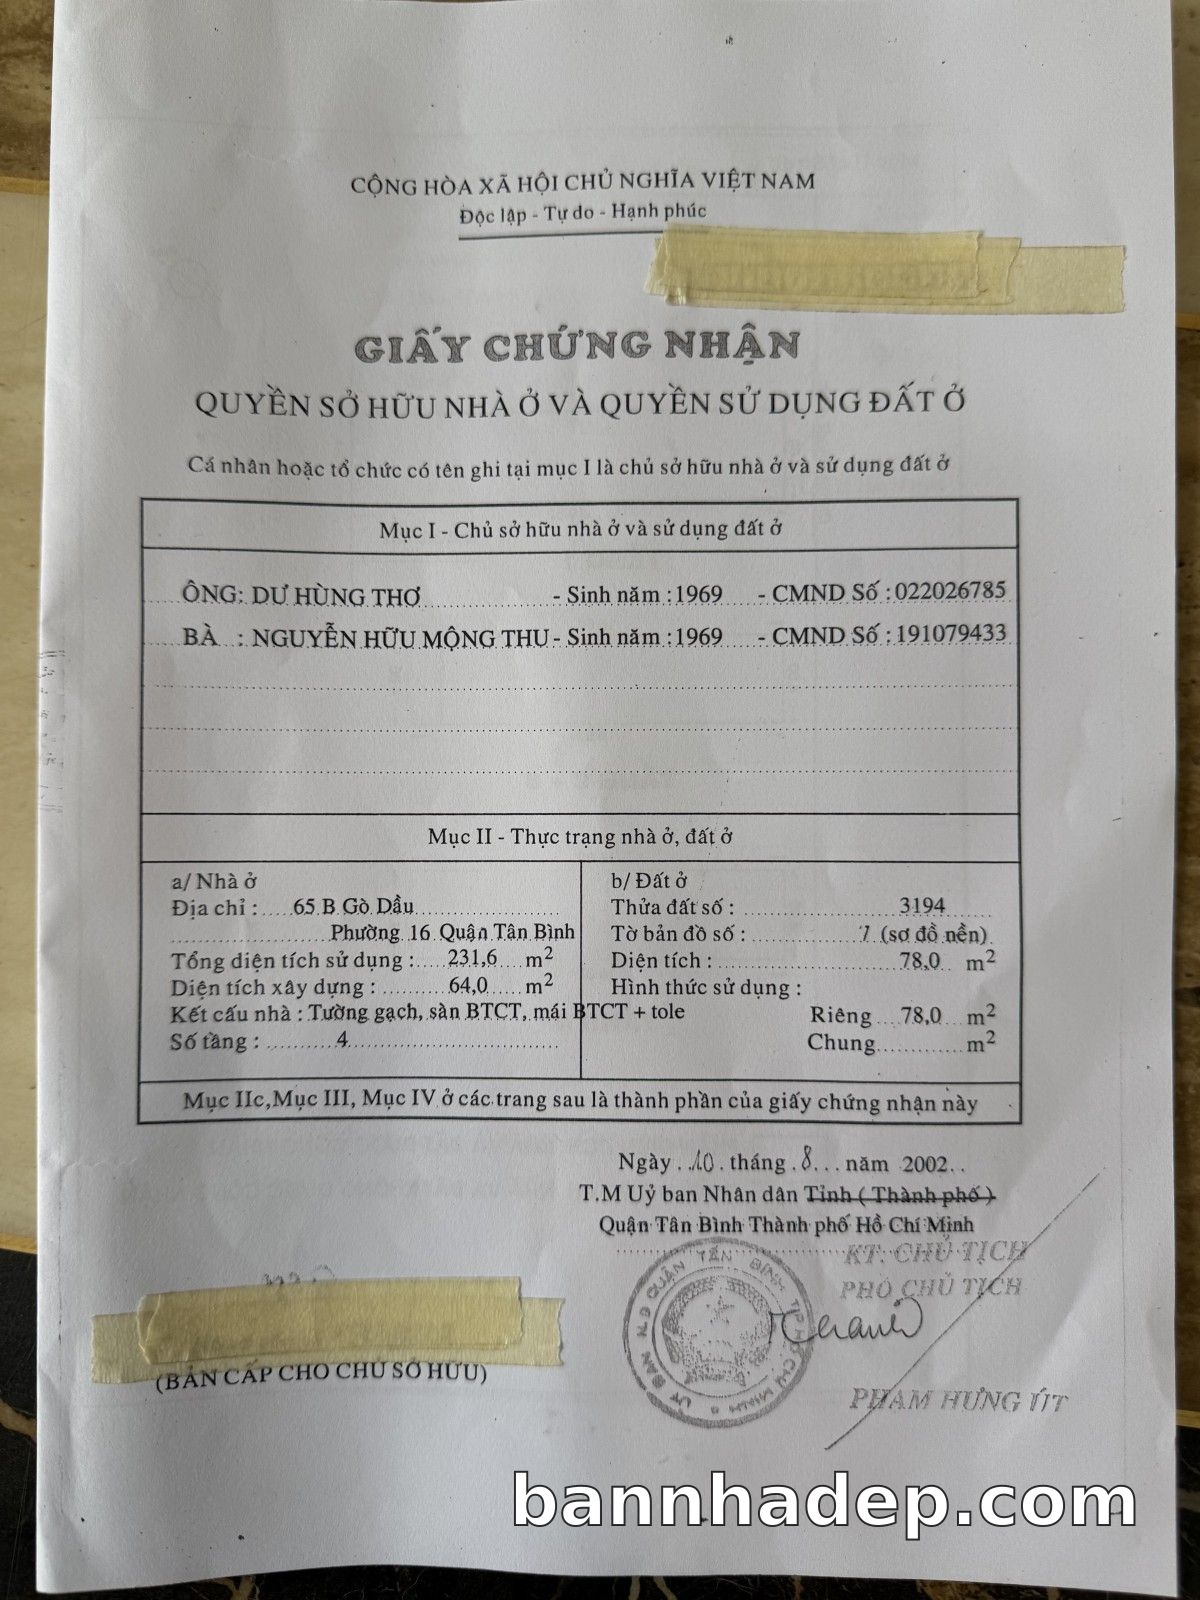 CỘNG HÒA XÃ HỘI CHỦ NGHĨA VIỆT NAM
Độc lập - Tự do - Hạnh phúc
GIẤY CHỨNG NHẬN
QUYỀN SỞ HỮU NHÀ Ở VÀ QUYỀN SỬ DỤNG ĐẤT Ở
Cá nhân hoặc tổ chức có tên ghi tại mục I là chủ sở hữu nhà ở và sử dụng đất ở
Mục I - Chủ sở hữu nhà ở và sử dụng đất ở
ÔNG: DƯ HÙNG THƠ - Sinh năm : 1969 - CMND Số : 022026785
BÀ : NGUYỄN HỮU MỘNG THU - Sinh năm : 1969 - CMND Số : 191079433
Mục II - Thực trạng nhà ở, đất ở
a/ Nhà ở
Địa chỉ : 65 B Gò Dầu
Phường 16 Quận Tân Bình
Tổng diện tích sử dụng : 231,6 m2
Diện tích xây dựng : 64,0 m2
Kết cấu nhà : Tường gạch, sàn BTCT, mái BTCT + tole
Số tầng : 4
b/ Đất ở
Thửa đất số : 3194
Tờ bản đồ số : 7 (sơ đồ nền)
Diện tích : 78,0 m2
Hình thức sử dụng :
Riêng 78,0 m2
Chung m2
Mục IIc, Mục III, Mục IV ở các trang sau là thành phần của giấy chứng nhận này
Ngày 10 tháng 8 năm 2002
T.M Uỷ ban Nhân dân Tỉnh ( Thành phố )
Quận Tân Bình Thành phố Hồ Chí Minh
KT. CHỦ TỊCH
PHÓ CHỦ TỊCH
ỦY BAN N.D QUẬN TÂN BÌNH T.P HỒ CHÍ MINH
PHẠM HƯNG ÚT
(BẢN CẤP CHO CHỦ SỞ HỮU)
bannhadep.com